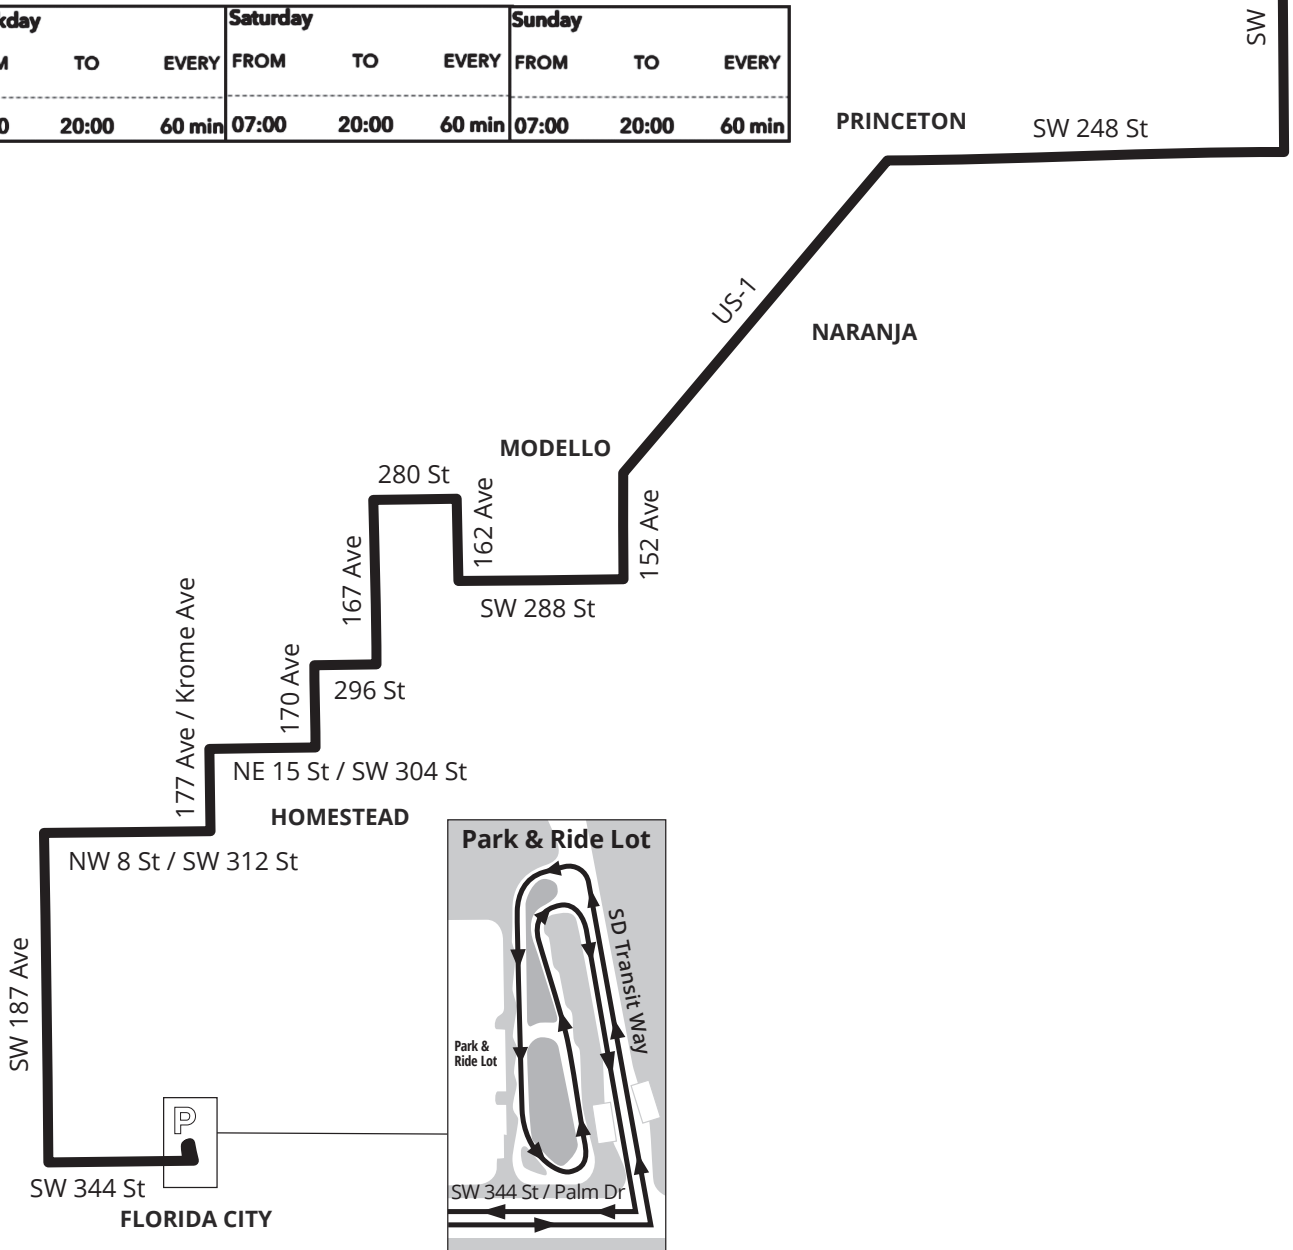 kday
Saturday
Sunday
M TO EVERY FROM TO EVERY FROM TO EVERY
0 20:00 60 min 07:00 20:00 60 min 07:00 20:00 60 min
SW
PRINCETON
SW 248 St
US-1
NARANJA
MODELLO
280 St
162 Ave
152 Ave
167 Ave
SW 288 St
177 Ave / Krome Ave
170 Ave
296 St
NE 15 St / SW 304 St
HOMESTEAD
NW 8 St / SW 312 St
SW 187 Ave
P
SW 344 St
FLORIDA CITY
Park & Ride Lot
SD Transit Way
Park &
Ride Lot
SW 344 St / Palm Dr